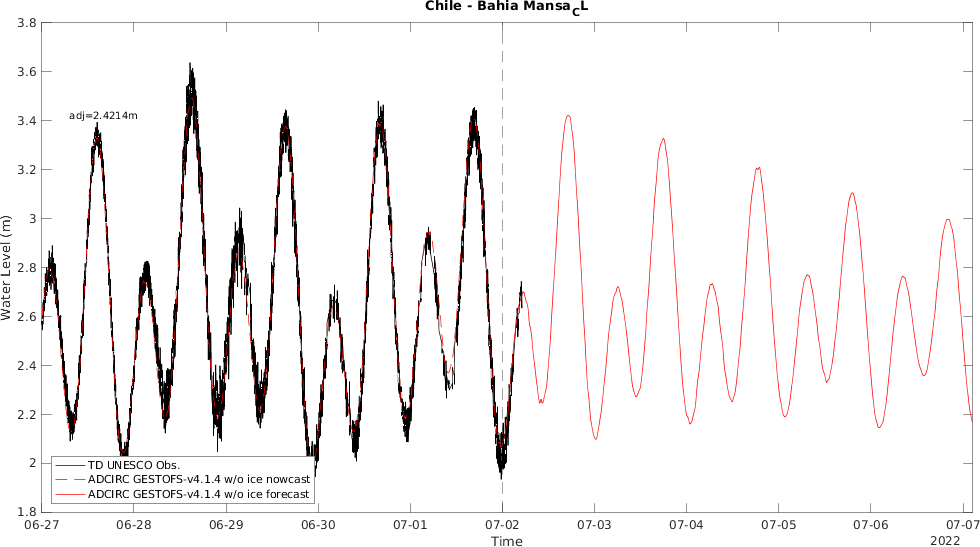 Chile - Bahia Mansa_CL
3.8
3.6
3.4
3.2
3
2.8
2.6
2.4
2.2
2
1.8
Water Level (m)
adj=2.4214m
TD UNESCO Obs.
ADCIRC GESTOFS-v4.1.4 w/o ice nowcast
ADCIRC GESTOFS-v4.1.4 w/o ice forecast
06-27 06-28 06-29 06-30 07-01 07-02 07-03 07-04 07-05 07-06 07-07
Time
2022